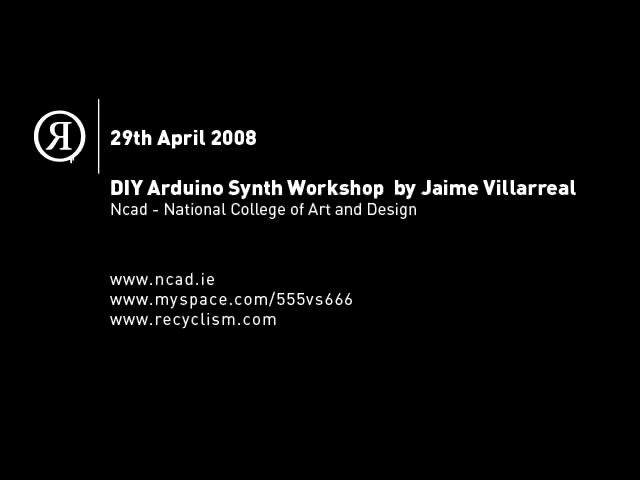 Я
29th April 2008
DIY Arduino Synth Workshop by Jaime Villarreal
Ncad - National College of Art and Design
www.ncad.ie
www.myspace.com/555vs666
www.recyclism.com